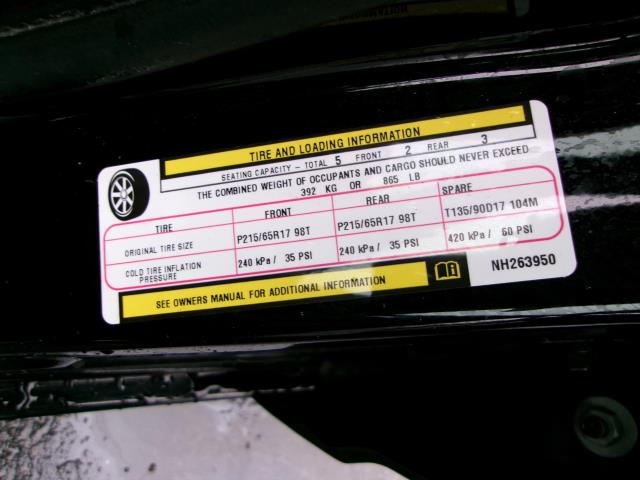 TIRE AND LOADING INFORMATION
SEATING CAPACITY - TOTAL 5 FRONT 2 REAR 3
THE COMBINED WEIGHT OF OCCUPANTS AND CARGO SHOULD NEVER EXCEED
392 KG OR 865 LB
TIRE FRONT REAR SPARE
ORIGINAL TIRE SIZE P215/65R17 98T P215/65R17 98T T135/90D17 104M
COLD TIRE INFLATION PRESSURE 240 kPa / 35 PSI 240 kPa / 35 PSI 420 kPa / 60 PSI
SEE OWNERS MANUAL FOR ADDITIONAL INFORMATION
NH263950